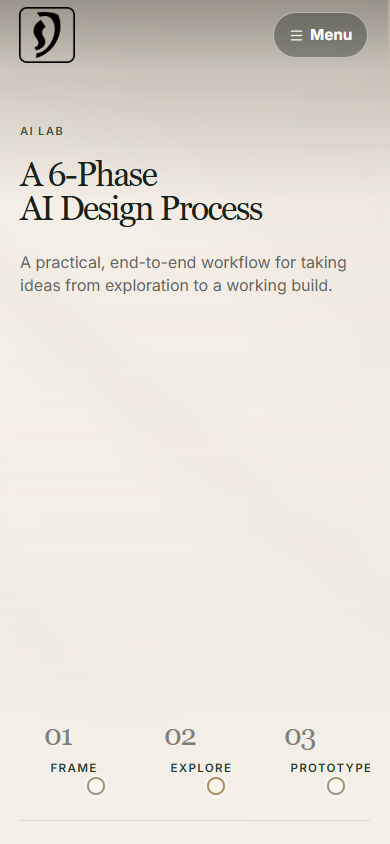 Menu
AI LAB
A 6-Phase
AI Design Process
A practical, end-to-end workflow for taking
ideas from exploration to a working build.
01 02 03
FRAME EXPLORE PROTOTYPE